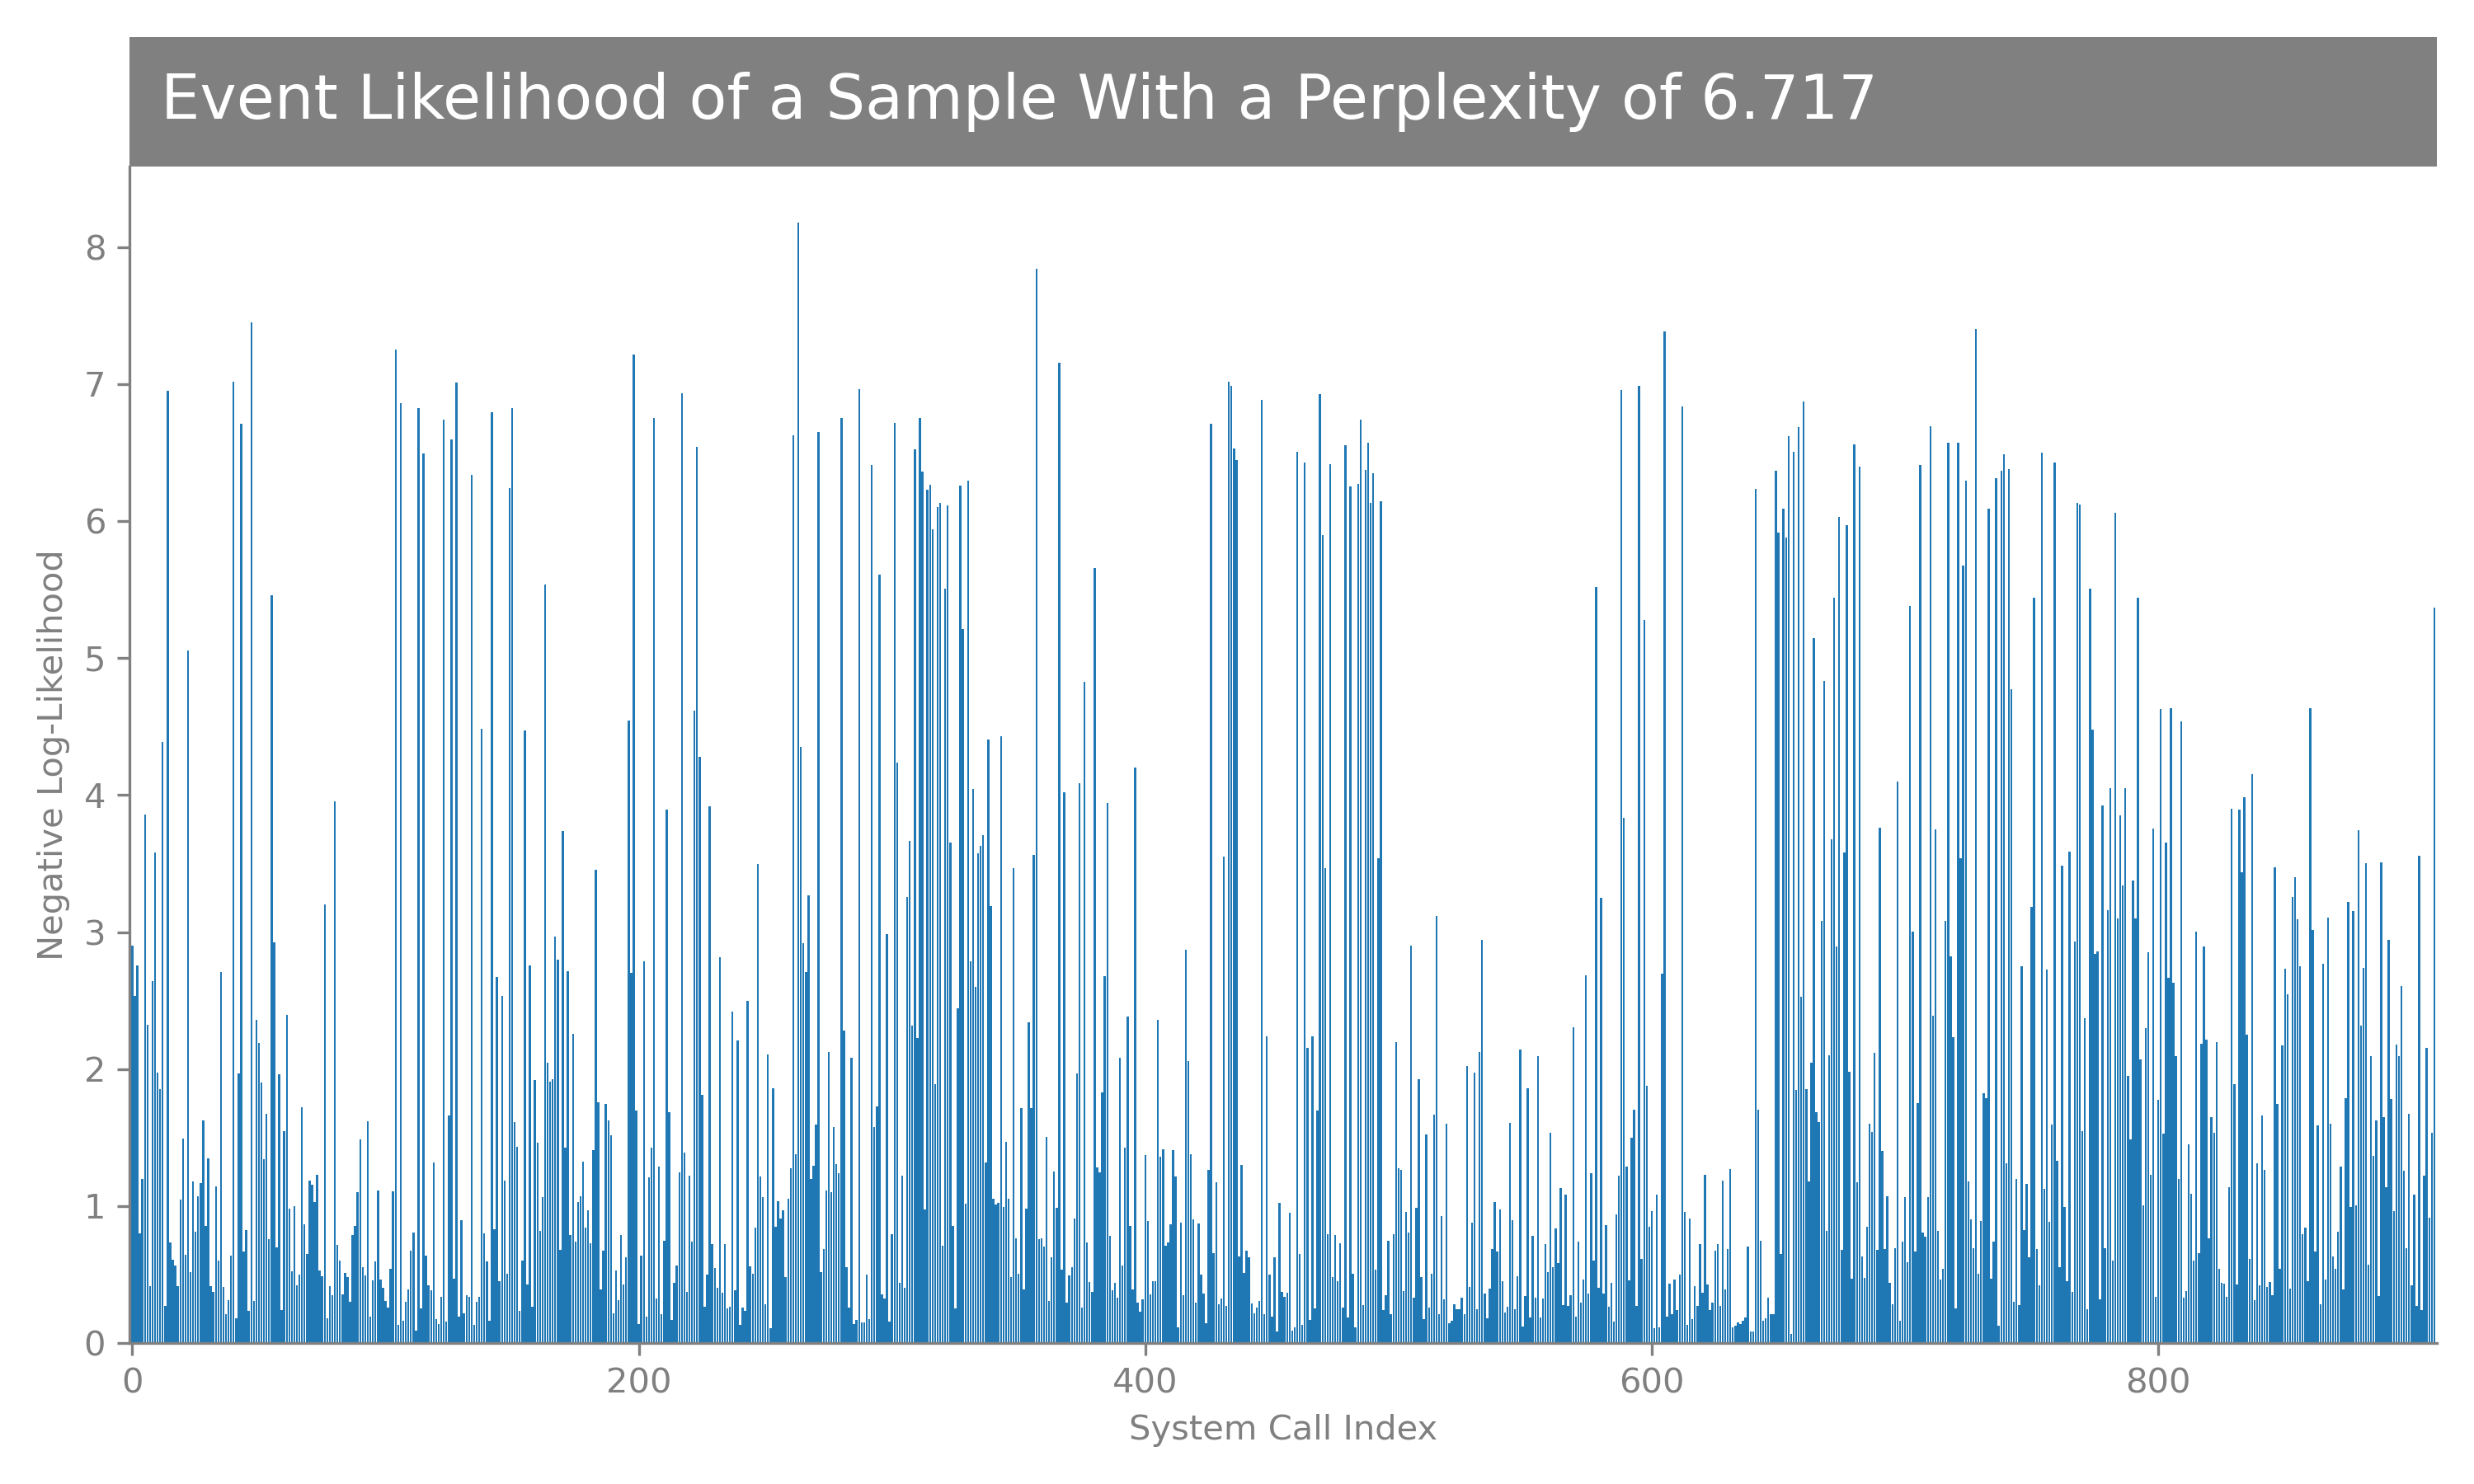 Event Likelihood of a Sample With a Perplexity of 6.717
8
7
6
5
4
3
2
1
0
Negative Log-Likelihood
0 200 400 600 800
System Call Index